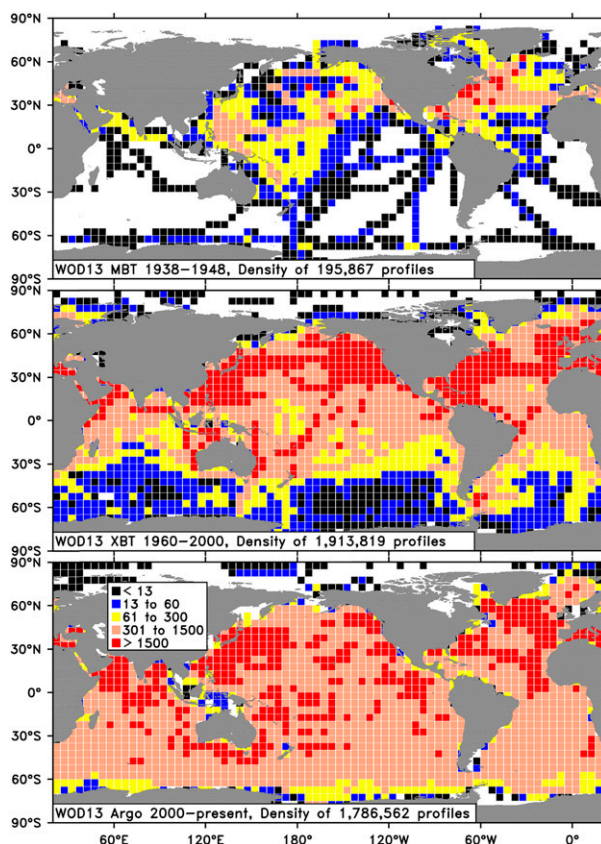 90°N
60°N
30°N
0°N
30°S
60°S
90°S
WOD13 MBT 1938-1948, Density of 195,867 profiles
90°N
60°N
30°N
0°N
30°S
60°S
90°S
WOD13 XBT 1960-2000, Density of 1,913,819 profiles
90°N
60°N
30°N
0°N
30°S
60°S
90°S
< 13
13 to 60
61 to 300
301 to 1500
> 1500
WOD13 Argo 2000-present, Density of 1,786,562 profiles
60°E 120°E 180° 120°W 60°W 0°